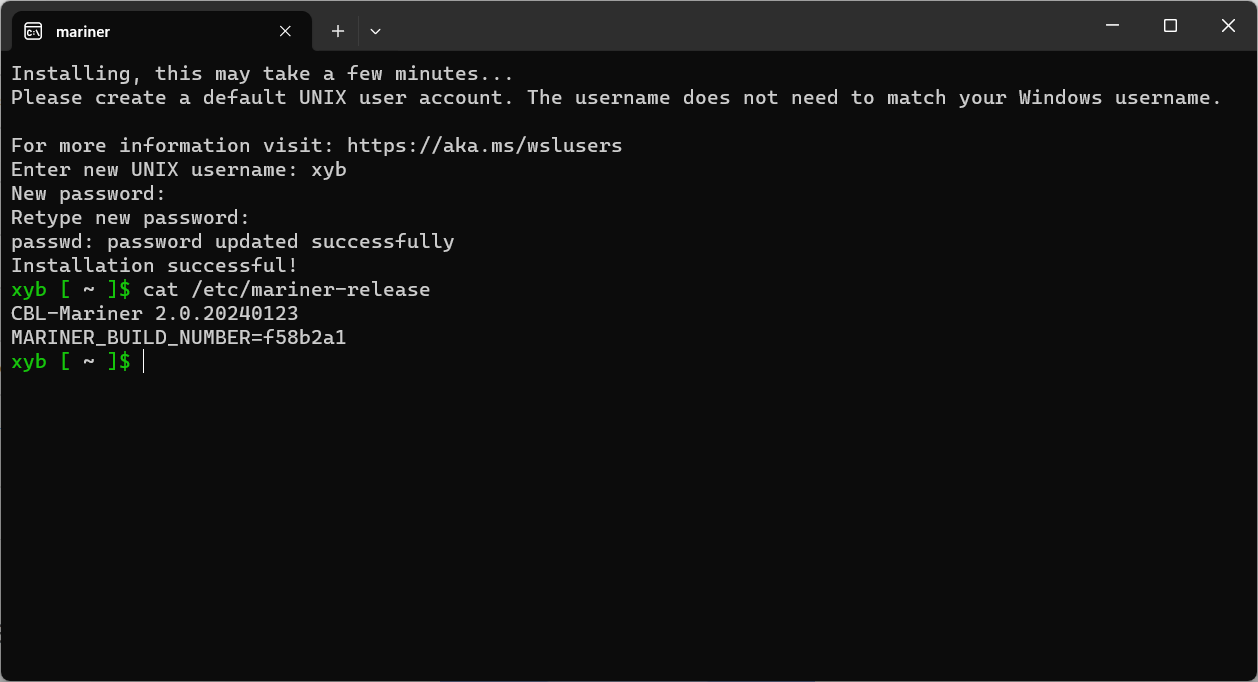 mariner
Installing, this may take a few minutes...
Please create a default UNIX user account. The username does not need to match your Windows username.
For more information visit: https://aka.ms/wslusers
Enter new UNIX username: xyb
New password:
Retype new password:
passwd: password updated successfully
Installation successful!
xyb [ ~ ]$ cat /etc/mariner-release
CBL-Mariner 2.0.20240123
MARINER_BUILD_NUMBER=f58b2a1
xyb [ ~ ]$